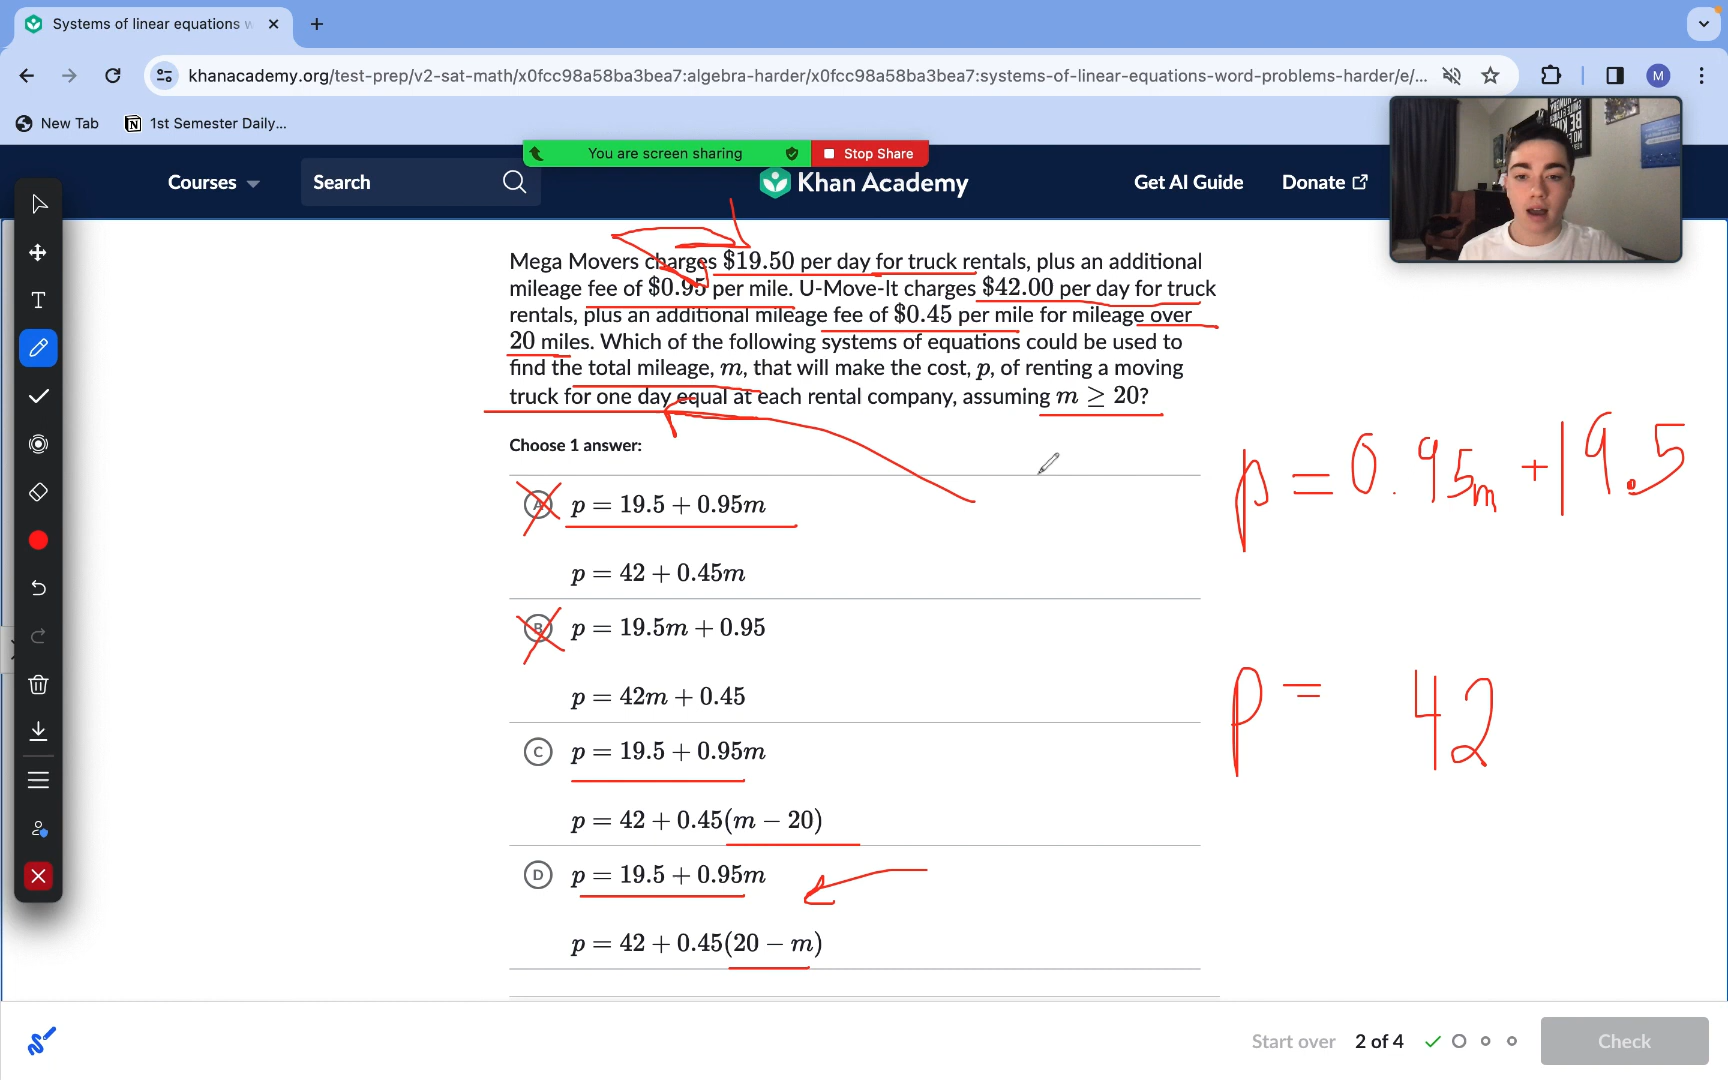 Systems of linear equations w
khanacademy.org/test-prep/v2-sat-math/x0fcc98a58ba3bea7:algebra-harder/x0fcc98a58ba3bea7:systems-of-linear-equations-word-problems-harder/e/...
M
New Tab
1st Semester Daily...
You are screen sharing
Stop Share
Courses
Search
Khan Academy
Get AI Guide
Donate
Mega Movers charges $19.50 per day for truck rentals, plus an additional
mileage fee of $0.95 per mile. U-Move-It charges $42.00 per day for truck
rentals, plus an additional mileage fee of $0.45 per mile for mileage over
20 miles. Which of the following systems of equations could be used to
find the total mileage, m, that will make the cost, p, of renting a moving
truck for one day equal at each rental company, assuming m ≥ 20?
Choose 1 answer:
A p = 19.5 + 0.95m
p = 42 + 0.45m
B p = 19.5m + 0.95
p = 42m + 0.45
C p = 19.5 + 0.95m
p = 42 + 0.45(m − 20)
D p = 19.5 + 0.95m
p = 42 + 0.45(20 − m)
p = 0.95m + 19.5
p = 42
Start over 2 of 4
Check